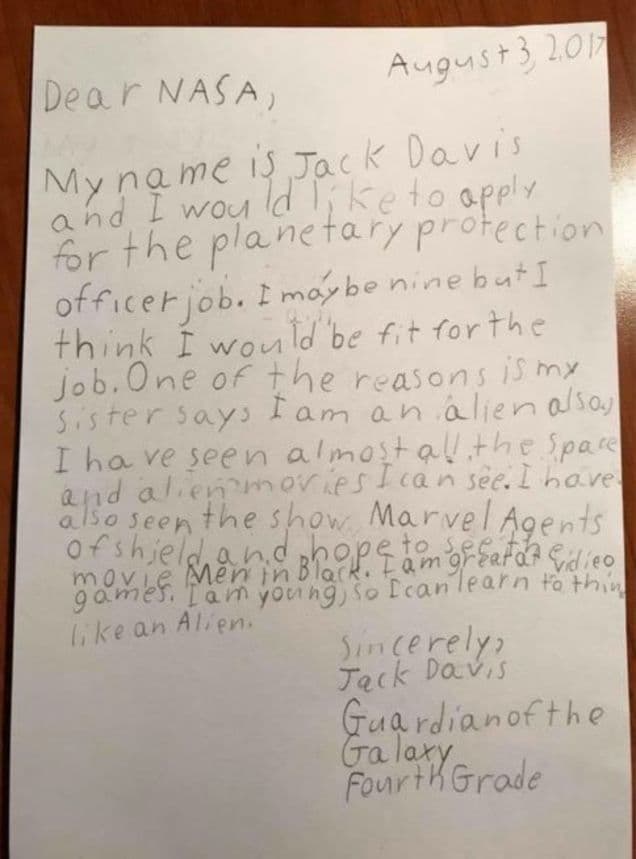 August 3, 2017
Dear NASA,
My name is Jack Davis
and I would like to apply
for the planetary protection
officer job. I may be nine but I
think I would be fit for the
job. One of the reasons is my
sister says I am an alien also,
I have seen almost all the space
and alien movies I can see. I have
also seen the show Marvel Agents
of shield and hope to see the
movie Men in Black. I am great at vidieo
games. I am young, so I can learn to thin
like an Alien.
Sincerely,
Jack Davis
Guardian of the
Galaxy
Fourth Grade